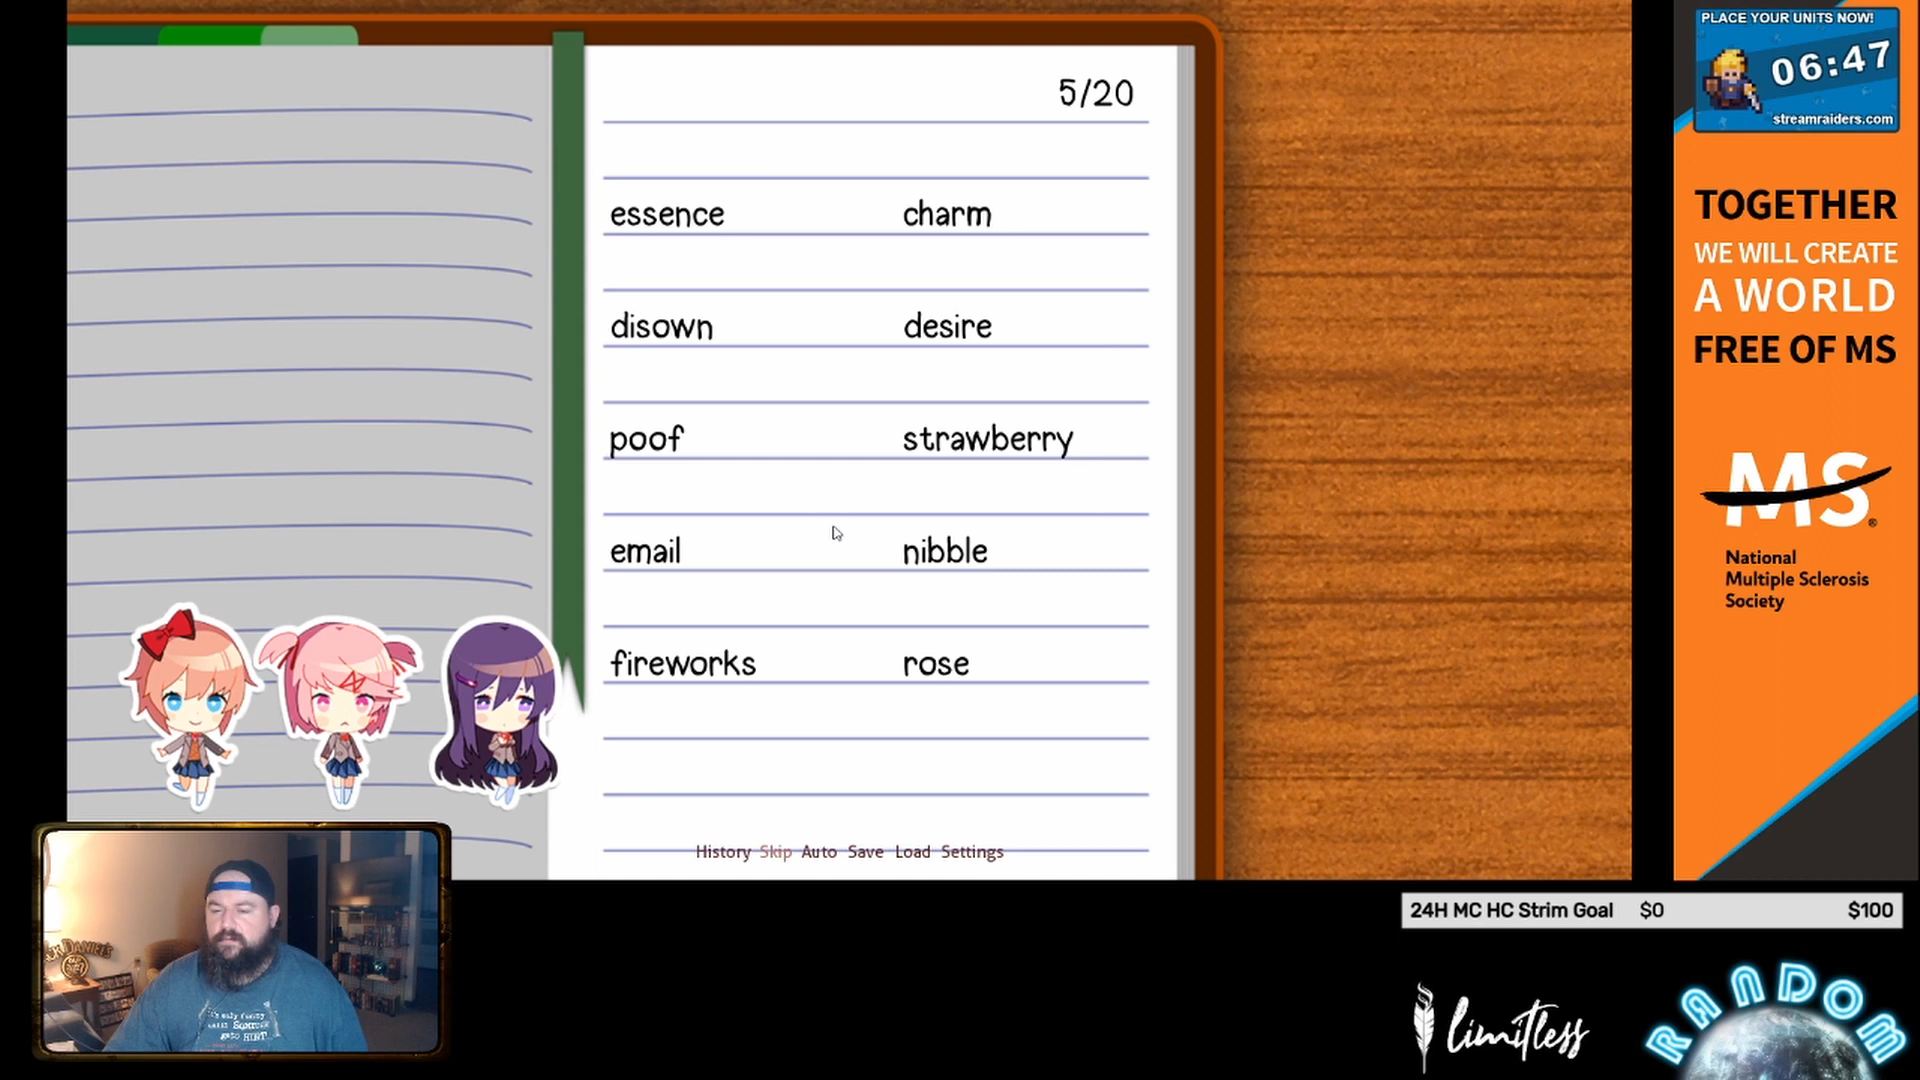 PLACE YOUR UNITS NOW!
06:47
streamraiders.com
5/20
essence charm
disown desire
poof strawberry
email nibble
fireworks rose
History Skip Auto Save Load Settings
TOGETHER
WE WILL CREATE
A WORLD
FREE OF MS
MS
National
Multiple Sclerosis
Society
24H MC HC Strim Goal $0 $100
limitless
RANDOM